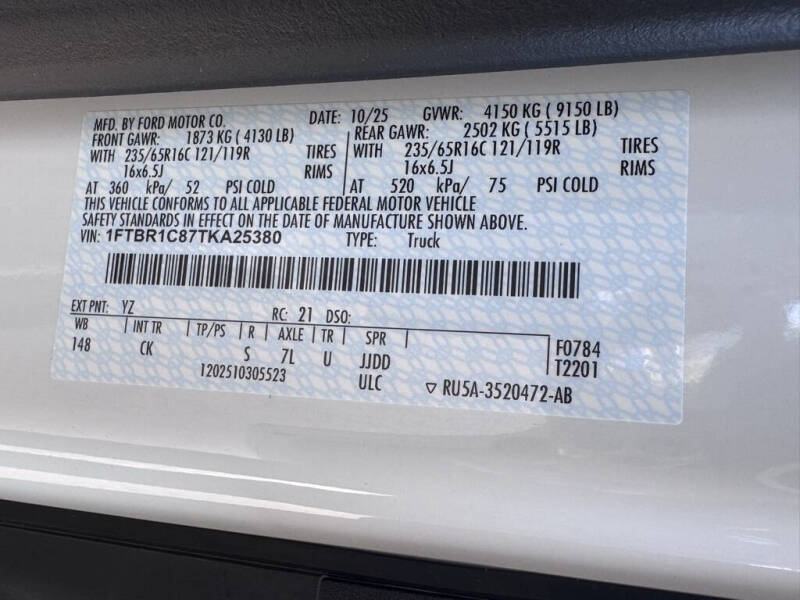 MFD. BY FORD MOTOR CO. DATE: 10/25 GVWR: 4150 KG ( 9150 LB)
FRONT GAWR: 1873 KG ( 4130 LB) REAR GAWR: 2502 KG ( 5515 LB)
WITH 235/65R16C 121/119R TIRES WITH 235/65R16C 121/119R TIRES
16x6.5J RIMS 16x6.5J RIMS
AT 360 kPa/ 52 PSI COLD AT 520 kPa/ 75 PSI COLD
THIS VEHICLE CONFORMS TO ALL APPLICABLE FEDERAL MOTOR VEHICLE
SAFETY STANDARDS IN EFFECT ON THE DATE OF MANUFACTURE SHOWN ABOVE.
VIN: 1FTBR1C87TKA25380 TYPE: Truck
EXT PNT: YZ RC: 21 DSO:
WB INT TR TP/PS R AXLE TR SPR
148 CK S 7L U JJDD F0784
1202510305523 ULC T2201
RU5A-3520472-AB